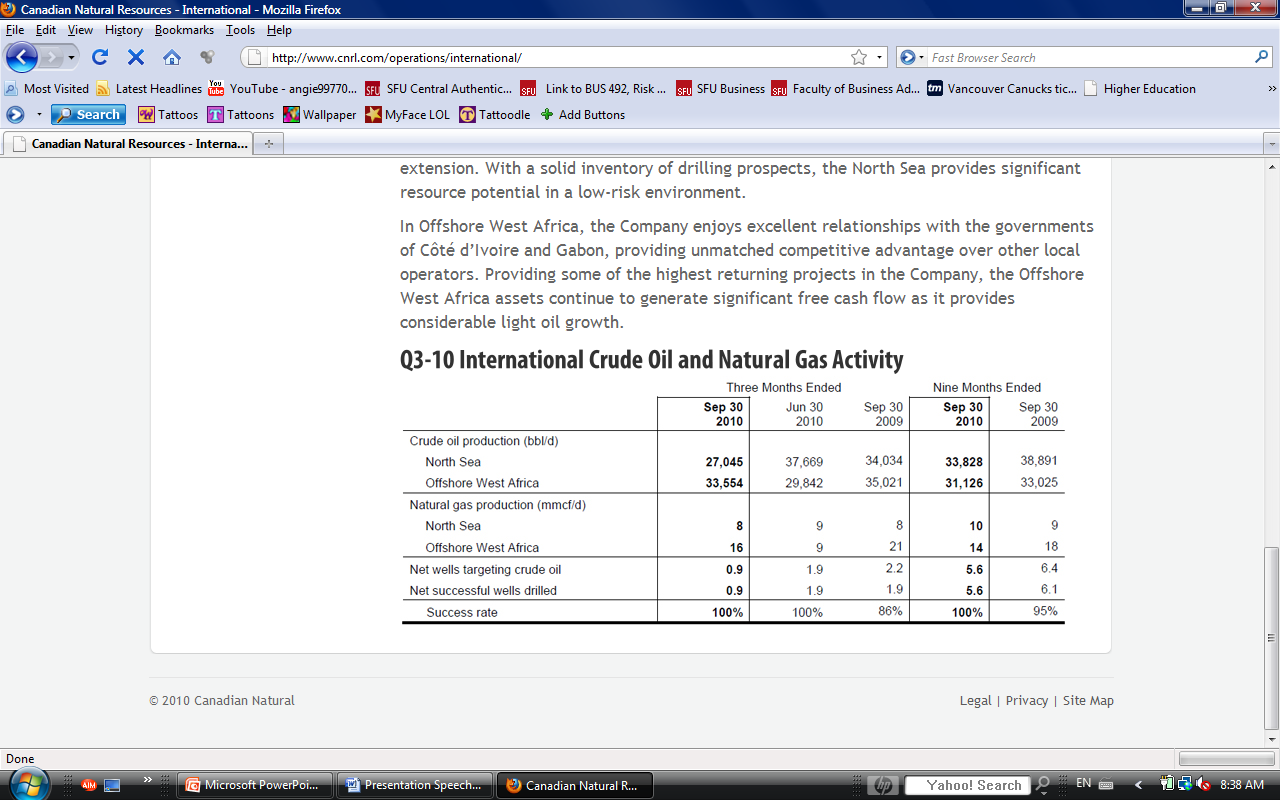 Canadian Natural Resources - International - Mozilla Firefox
File Edit View History Bookmarks Tools Help
http://www.cnrl.com/operations/international/ Fast Browser Search
Most Visited Latest Headlines YouTube - angie99770... SFU Central Authentic... Link to BUS 492, Risk ... SFU Business Faculty of Business Ad... Vancouver Canucks tic... Higher Education »
Search Tattoos Tattoons Wallpaper MyFace LOL Tattoodle Add Buttons
Canadian Natural Resources - Interna...
extension. With a solid inventory of drilling prospects, the North Sea provides significant
resource potential in a low-risk environment.
In Offshore West Africa, the Company enjoys excellent relationships with the governments
of Côté d’Ivoire and Gabon, providing unmatched competitive advantage over other local
operators. Providing some of the highest returning projects in the Company, the Offshore
West Africa assets continue to generate significant free cash flow as it provides
considerable light oil growth.
Q3-10 International Crude Oil and Natural Gas Activity
Three Months Ended Nine Months Ended
Sep 30 Jun 30 Sep 30 Sep 30 Sep 30
2010 2010 2009 2010 2009
Crude oil production (bbl/d)
North Sea 27,045 37,669 34,034 33,828 38,891
Offshore West Africa 33,554 29,842 35,021 31,126 33,025
Natural gas production (mmcf/d)
North Sea 8 9 8 10 9
Offshore West Africa 16 9 21 14 18
Net wells targeting crude oil 0.9 1.9 2.2 5.6 6.4
Net successful wells drilled 0.9 1.9 1.9 5.6 6.1
Success rate 100% 100% 86% 100% 95%
© 2010 Canadian Natural Legal | Privacy | Site Map
Done
AIM » Microsoft PowerPoi... Presentation Speech... Canadian Natural R... hp Yahoo! Search EN 8:38 AM